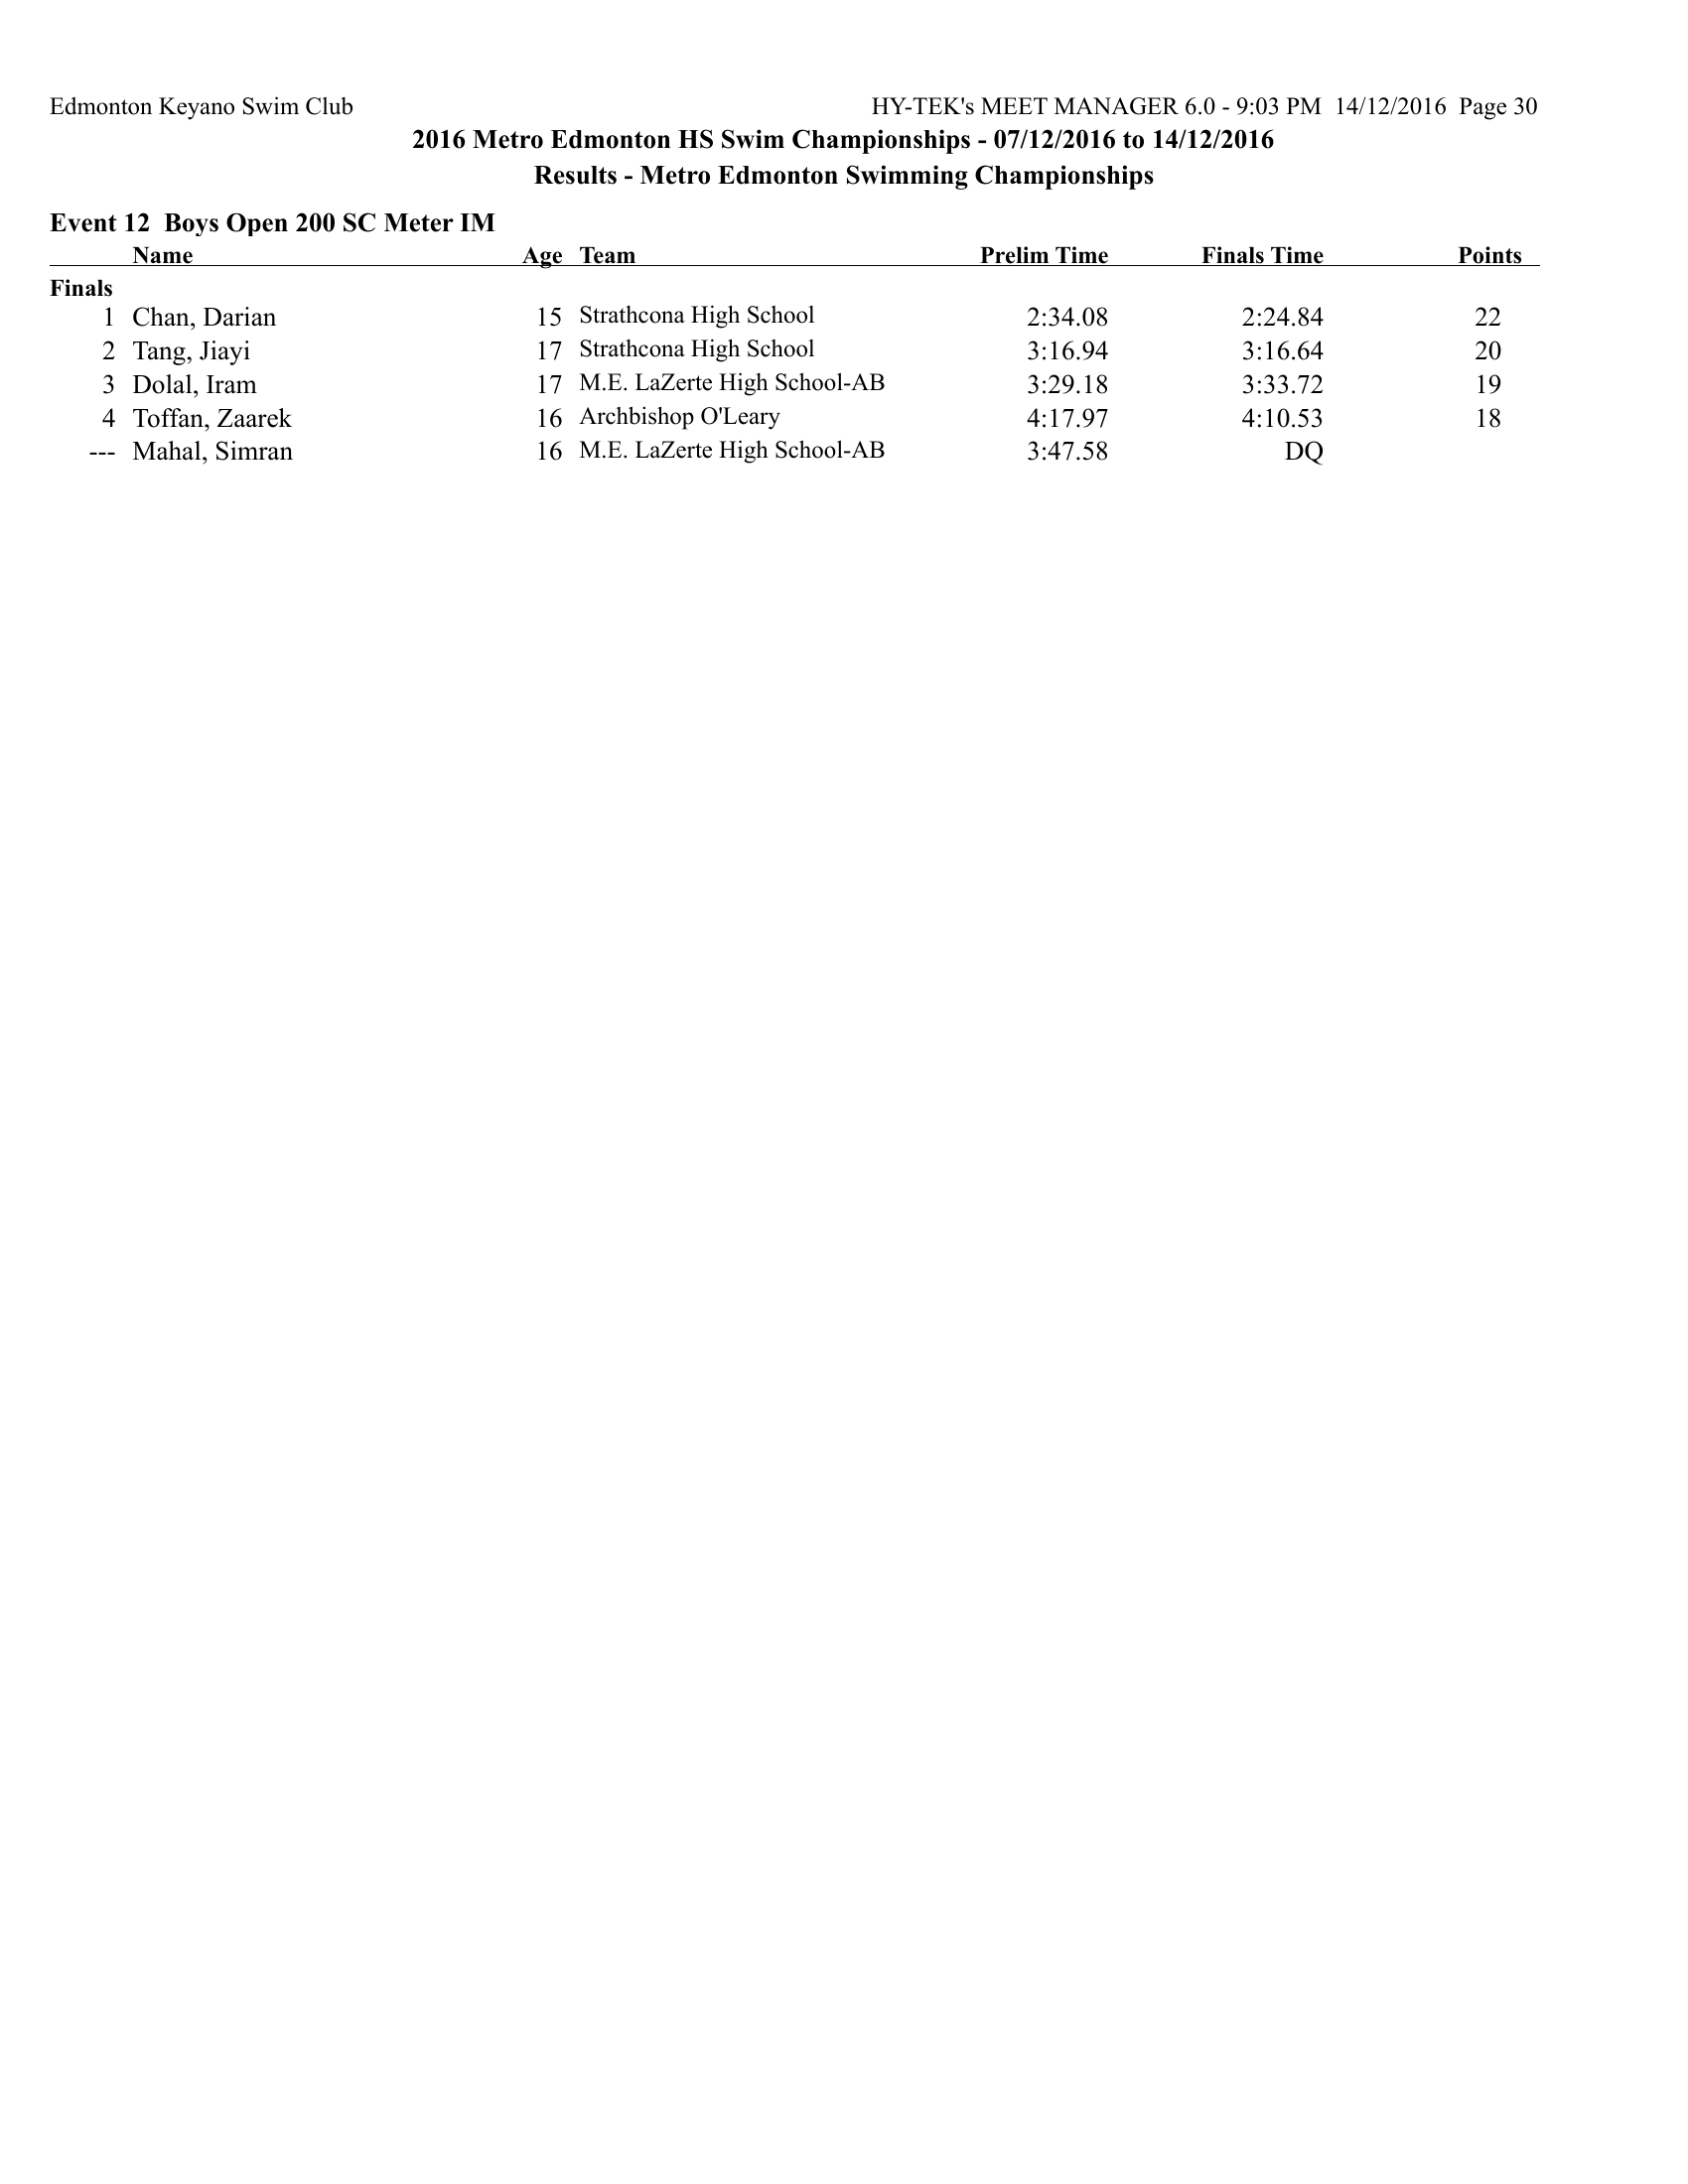 Edmonton Keyano Swim Club HY-TEK's MEET MANAGER 6.0 - 9:03 PM 14/12/2016 Page 30
2016 Metro Edmonton HS Swim Championships - 07/12/2016 to 14/12/2016
Results - Metro Edmonton Swimming Championships
Event 12 Boys Open 200 SC Meter IM
Name Age Team Prelim Time Finals Time Points
Finals
1 Chan, Darian 15 Strathcona High School 2:34.08 2:24.84 22
2 Tang, Jiayi 17 Strathcona High School 3:16.94 3:16.64 20
3 Dolal, Iram 17 M.E. LaZerte High School-AB 3:29.18 3:33.72 19
4 Toffan, Zaarek 16 Archbishop O'Leary 4:17.97 4:10.53 18
--- Mahal, Simran 16 M.E. LaZerte High School-AB 3:47.58 DQ